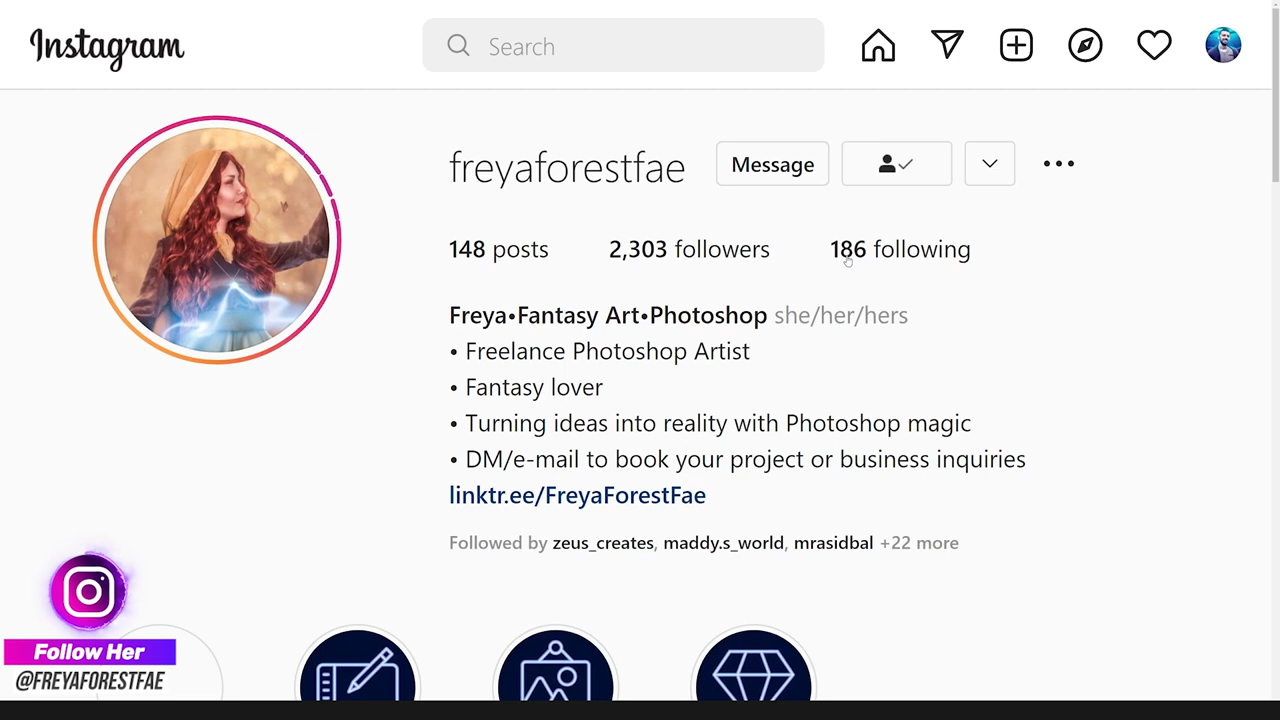 Instagram
Search
freyaforestfae
Message
148 posts
2,303 followers
186 following
Freya•Fantasy Art•Photoshop she/her/hers
• Freelance Photoshop Artist
• Fantasy lover
• Turning ideas into reality with Photoshop magic
• DM/e-mail to book your project or business inquiries
linktr.ee/FreyaForestFae
Followed by zeus_creates, maddy.s_world, mrasidbal +22 more
Follow Her
@FREYAFORESTFAE